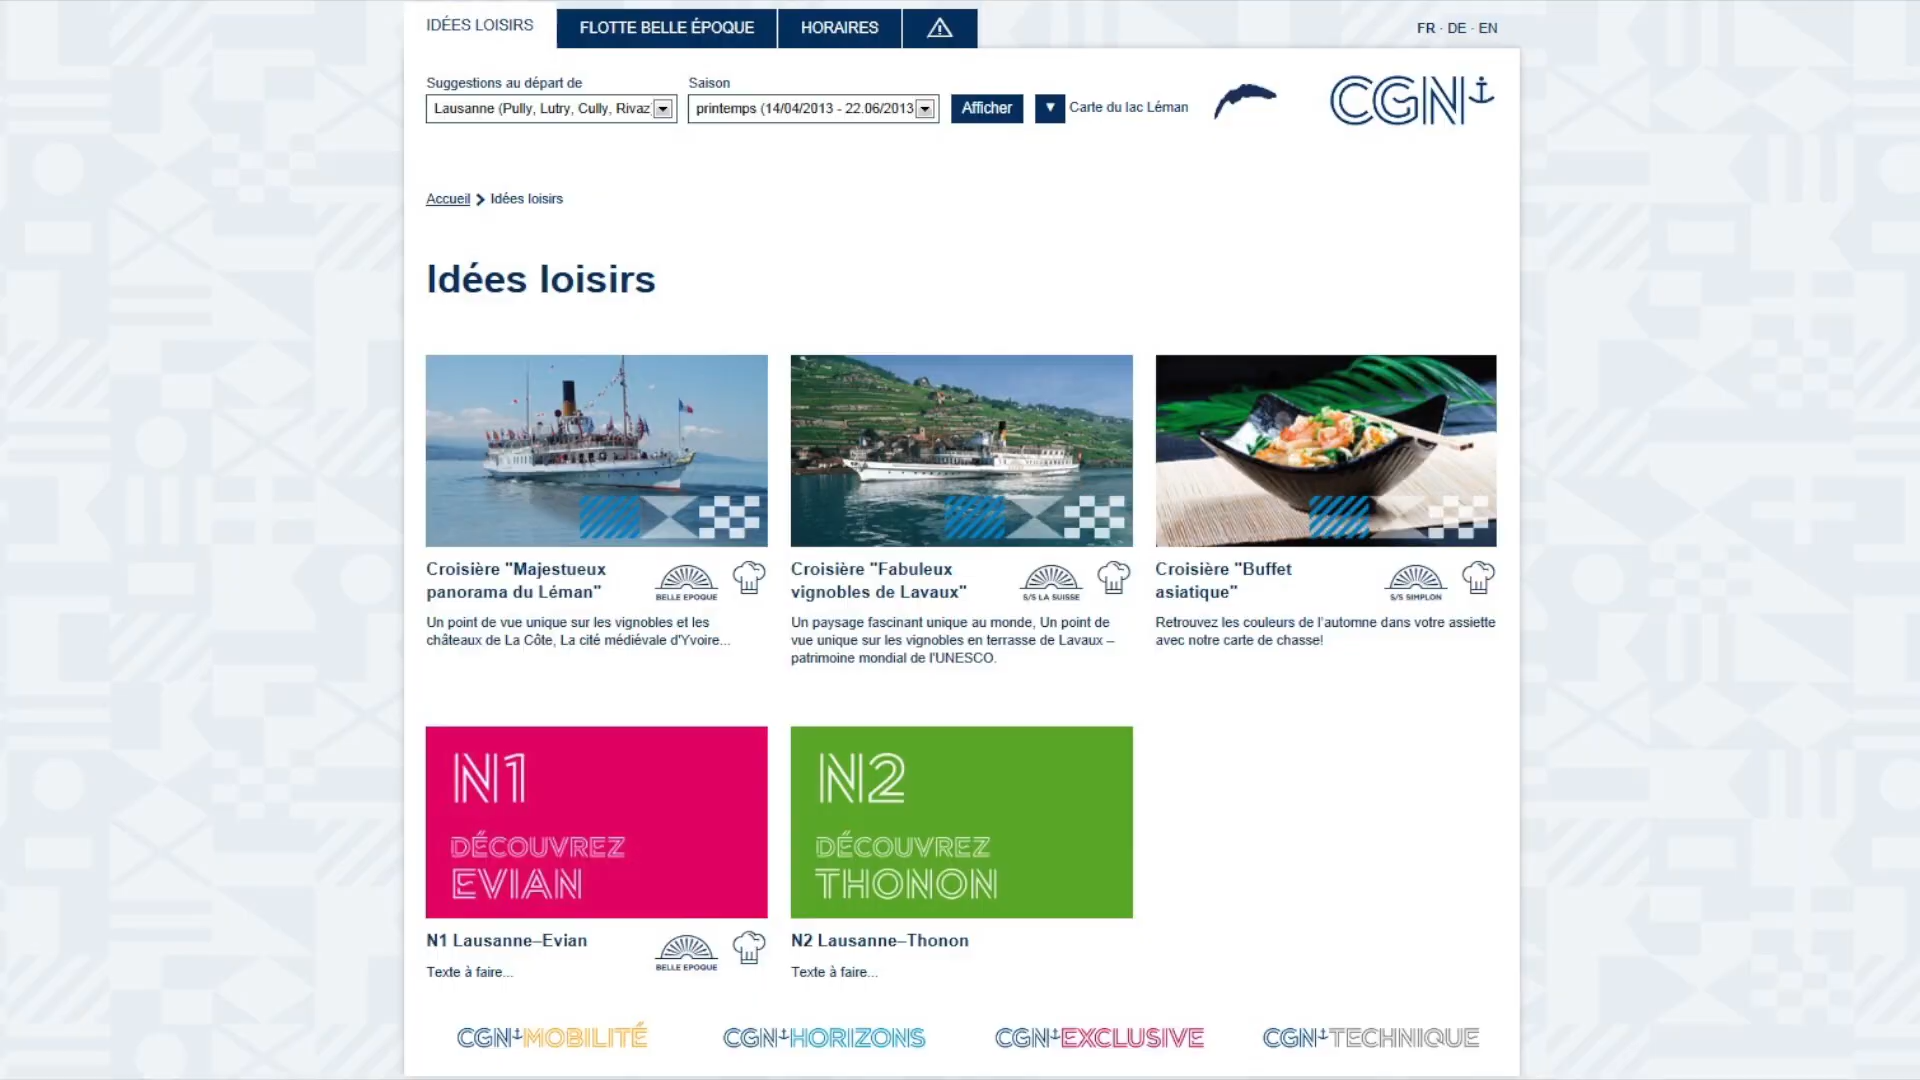 IDÉES LOISIRS
FLOTTE BELLE ÉPOQUE
HORAIRES
FR · DE · EN
Suggestions au départ de
Saison
Lausanne (Pully, Lutry, Cully, Rivaz
printemps (14/04/2013 - 22.06/2013
Afficher
Carte du lac Léman
CGN
Accueil > Idées loisirs
Idées loisirs
Croisière "Majestueux
panorama du Léman"
BELLE EPOQUE
Un point de vue unique sur les vignobles et les
châteaux de La Côte, La cité médiévale d'Yvoire...
Croisière "Fabuleux
vignobles de Lavaux"
S/S LA SUISSE
Un paysage fascinant unique au monde, Un point de
vue unique sur les vignobles en terrasse de Lavaux –
patrimoine mondial de l'UNESCO.
Croisière "Buffet
asiatique"
S/S SIMPLON
Retrouvez les couleurs de l'automne dans votre assiette
avec notre carte de chasse!
N1
DÉCOUVREZ
EVIAN
N1 Lausanne–Evian
BELLE EPOQUE
Texte à faire...
N2
DÉCOUVREZ
THONON
N2 Lausanne–Thonon
Texte à faire...
CGN MOBILITÉ
CGN HORIZONS
CGN EXCLUSIVE
CGN TECHNIQUE